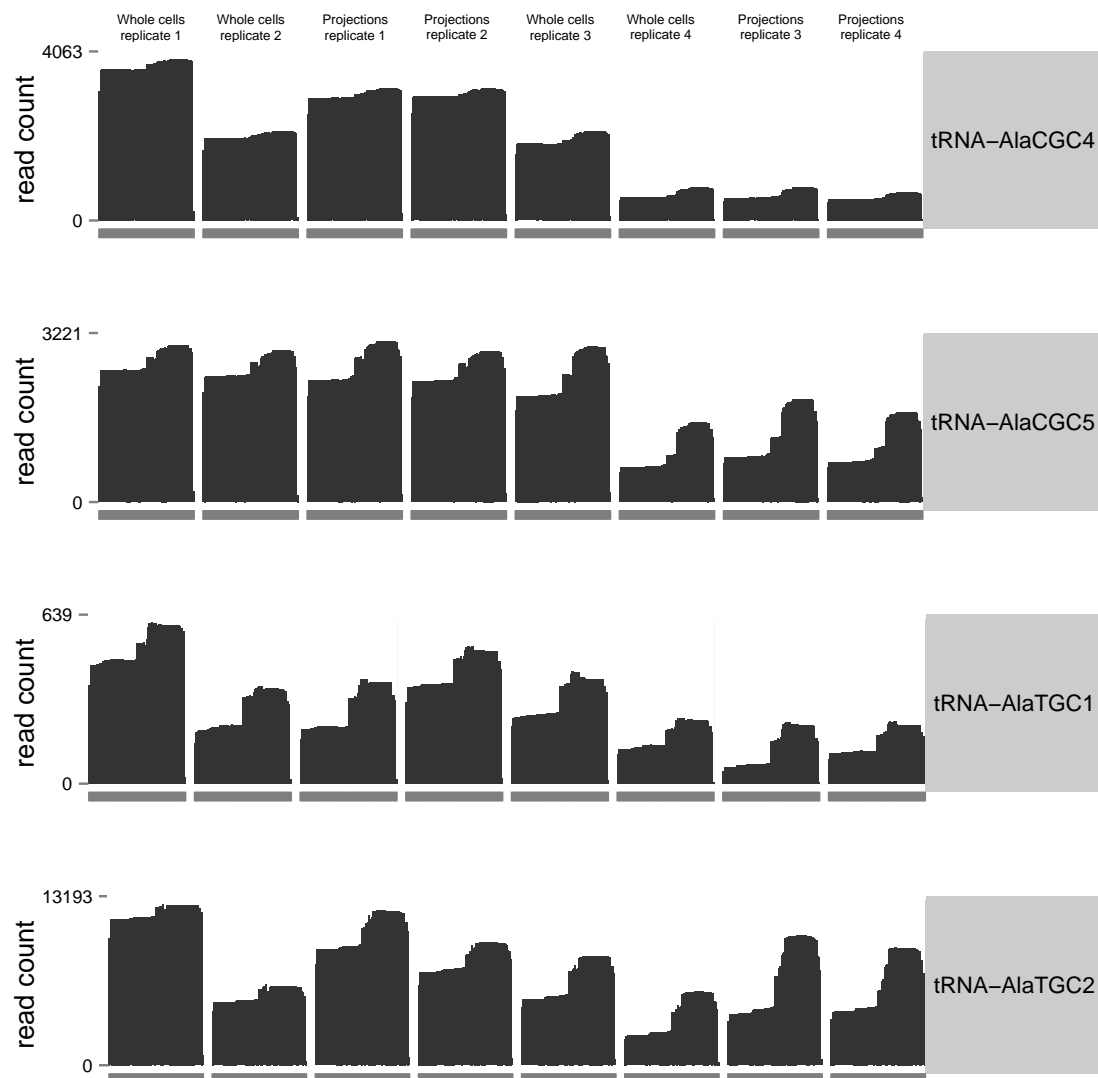 Whole cells
replicate 1
Whole cells
replicate 2
Projections
replicate 1
Projections
replicate 2
Whole cells
replicate 3
Whole cells
replicate 4
Projections
replicate 3
Projections
replicate 4
4063
read count
0
tRNA−AlaCGC4
3221
read count
0
tRNA−AlaCGC5
639
read count
0
tRNA−AlaTGC1
13193
read count
0
tRNA−AlaTGC2